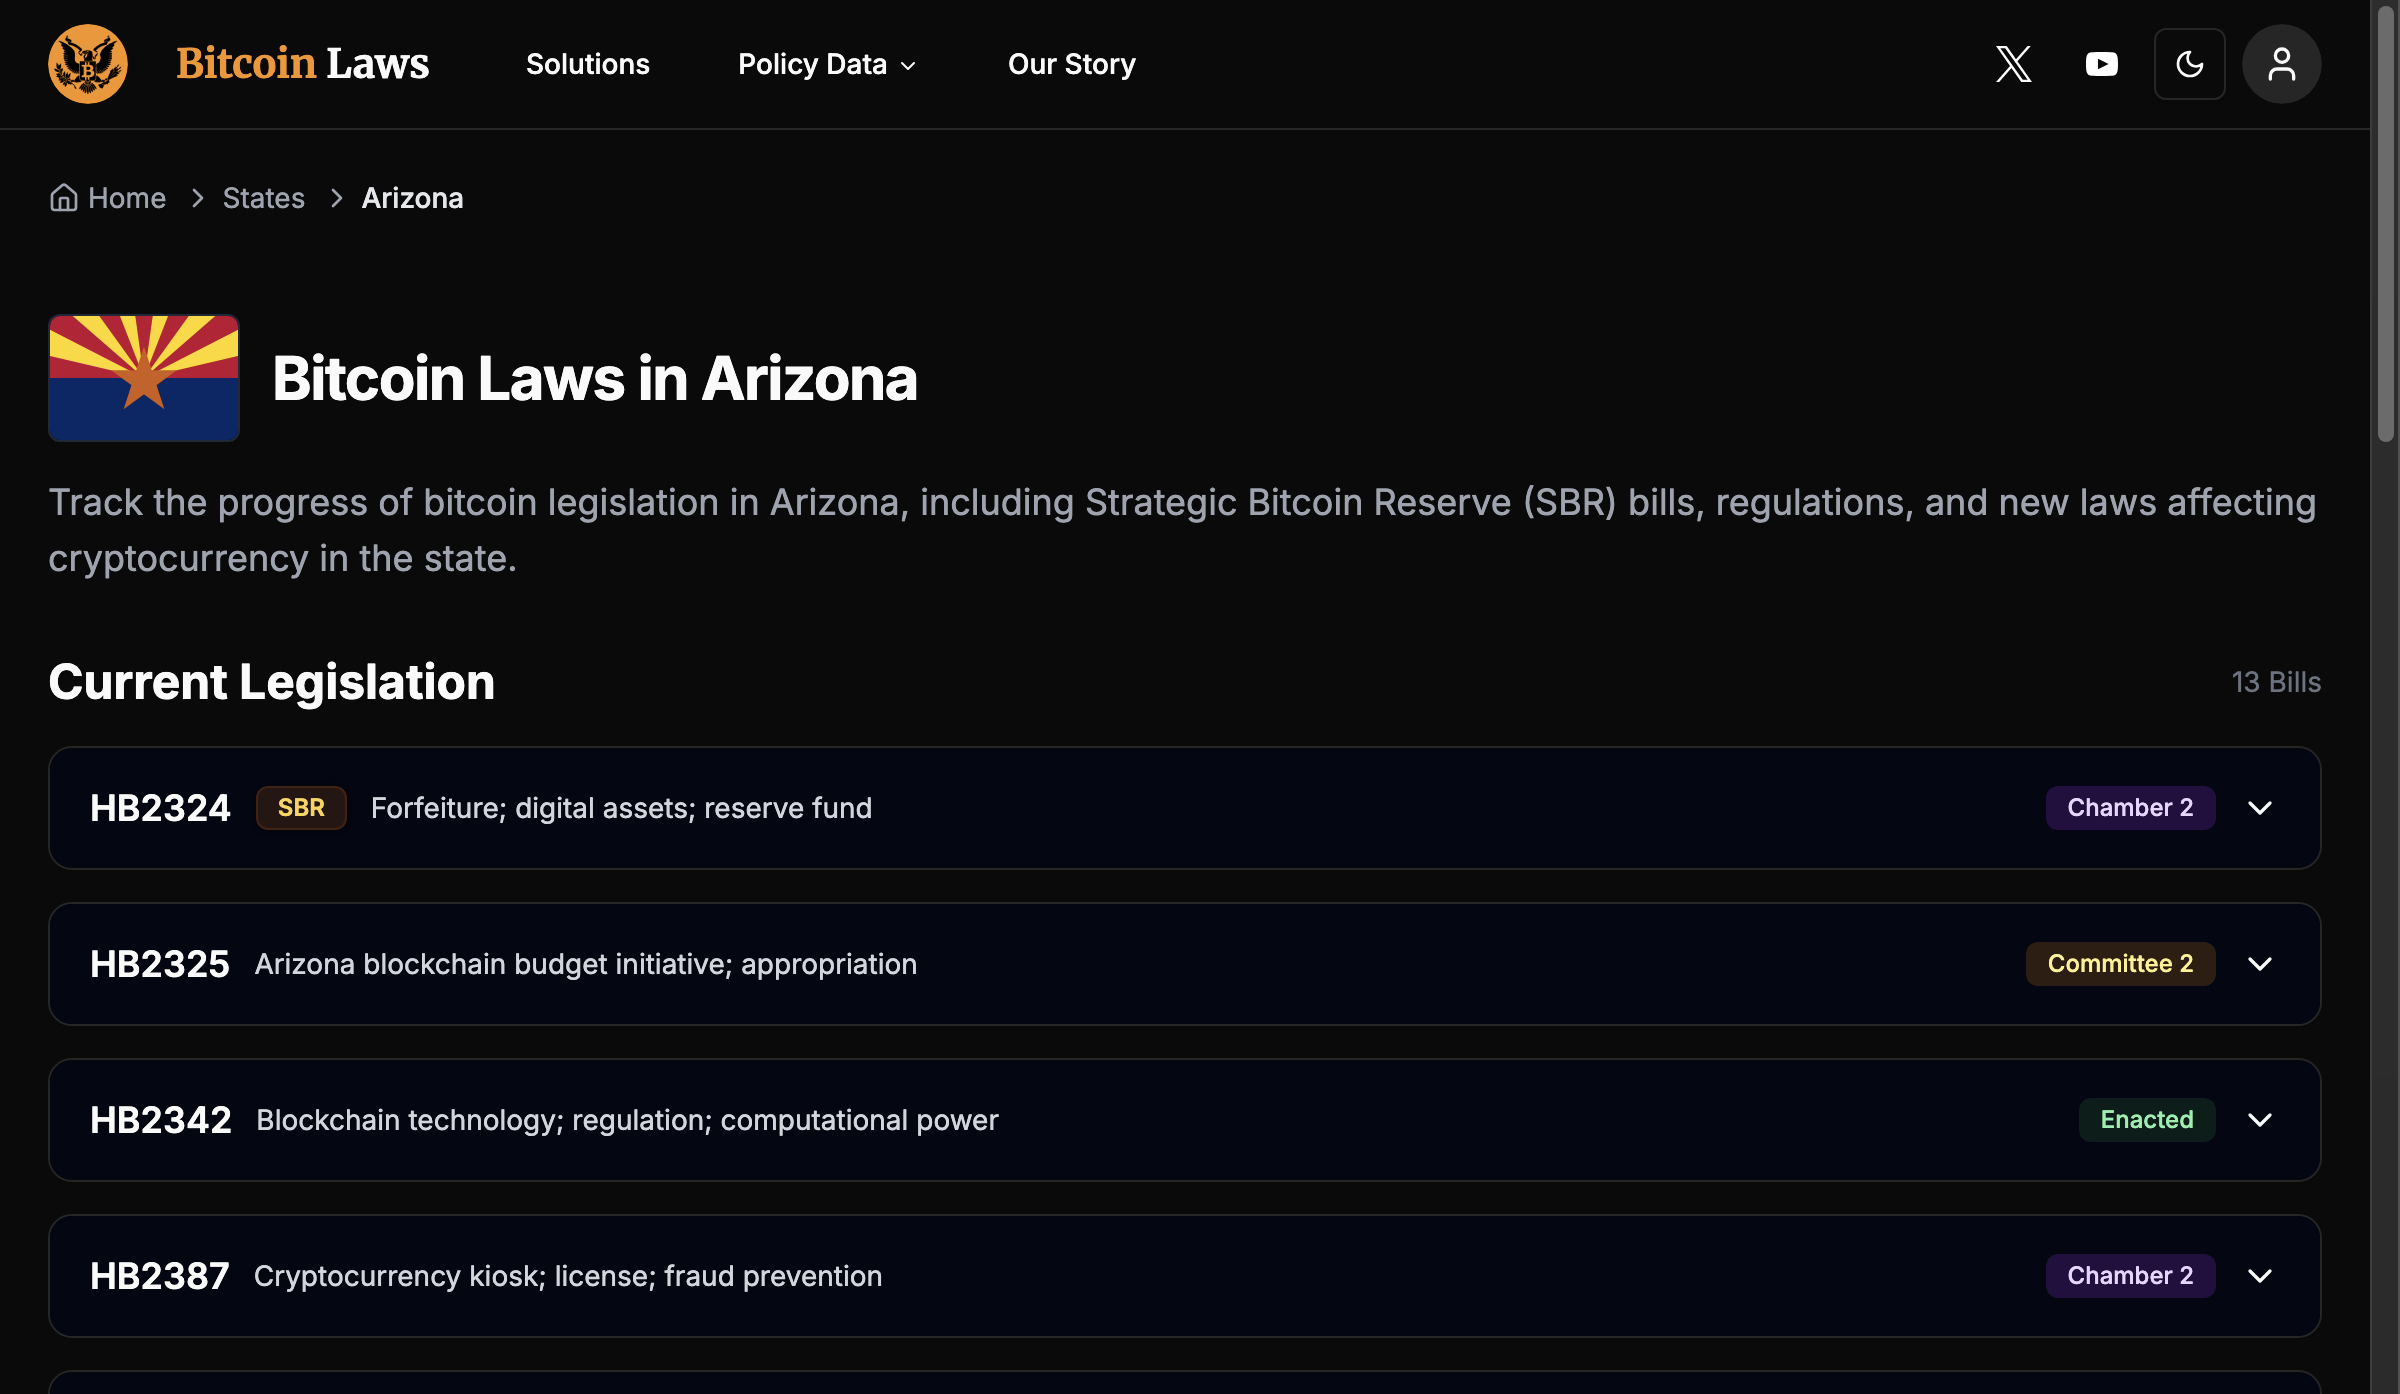 Bitcoin Laws
Solutions
Policy Data
Our Story
Home
States
Arizona
Bitcoin Laws in Arizona
Track the progress of bitcoin legislation in Arizona, including Strategic Bitcoin Reserve (SBR) bills, regulations, and new laws affecting
cryptocurrency in the state.
Current Legislation
13 Bills
HB2324 SBR Forfeiture; digital assets; reserve fund Chamber 2
HB2325 Arizona blockchain budget initiative; appropriation Committee 2
HB2342 Blockchain technology; regulation; computational power Enacted
HB2387 Cryptocurrency kiosk; license; fraud prevention Chamber 2